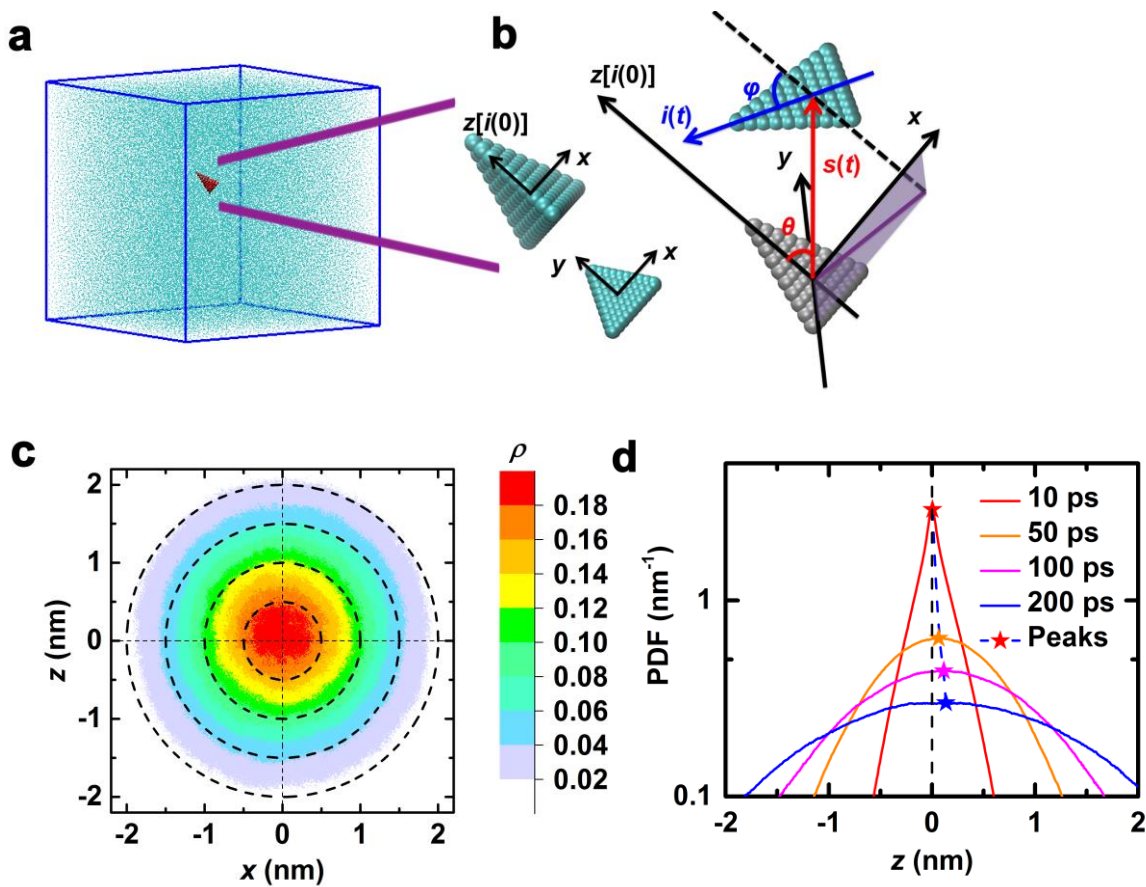 a
z[i(0)]
x
y
x
b
z[i(0)]
φ
i(t)
y
s(t)
x
θ
c
z (nm)
2
1
0
-1
-2
-2
-1
0
1
2
x (nm)
ρ
0.18
0.16
0.14
0.12
0.10
0.08
0.06
0.04
0.02
d
PDF (nm⁻¹)
1
0.1
10 ps
50 ps
100 ps
200 ps
Peaks
-2
-1
0
1
2
z (nm)